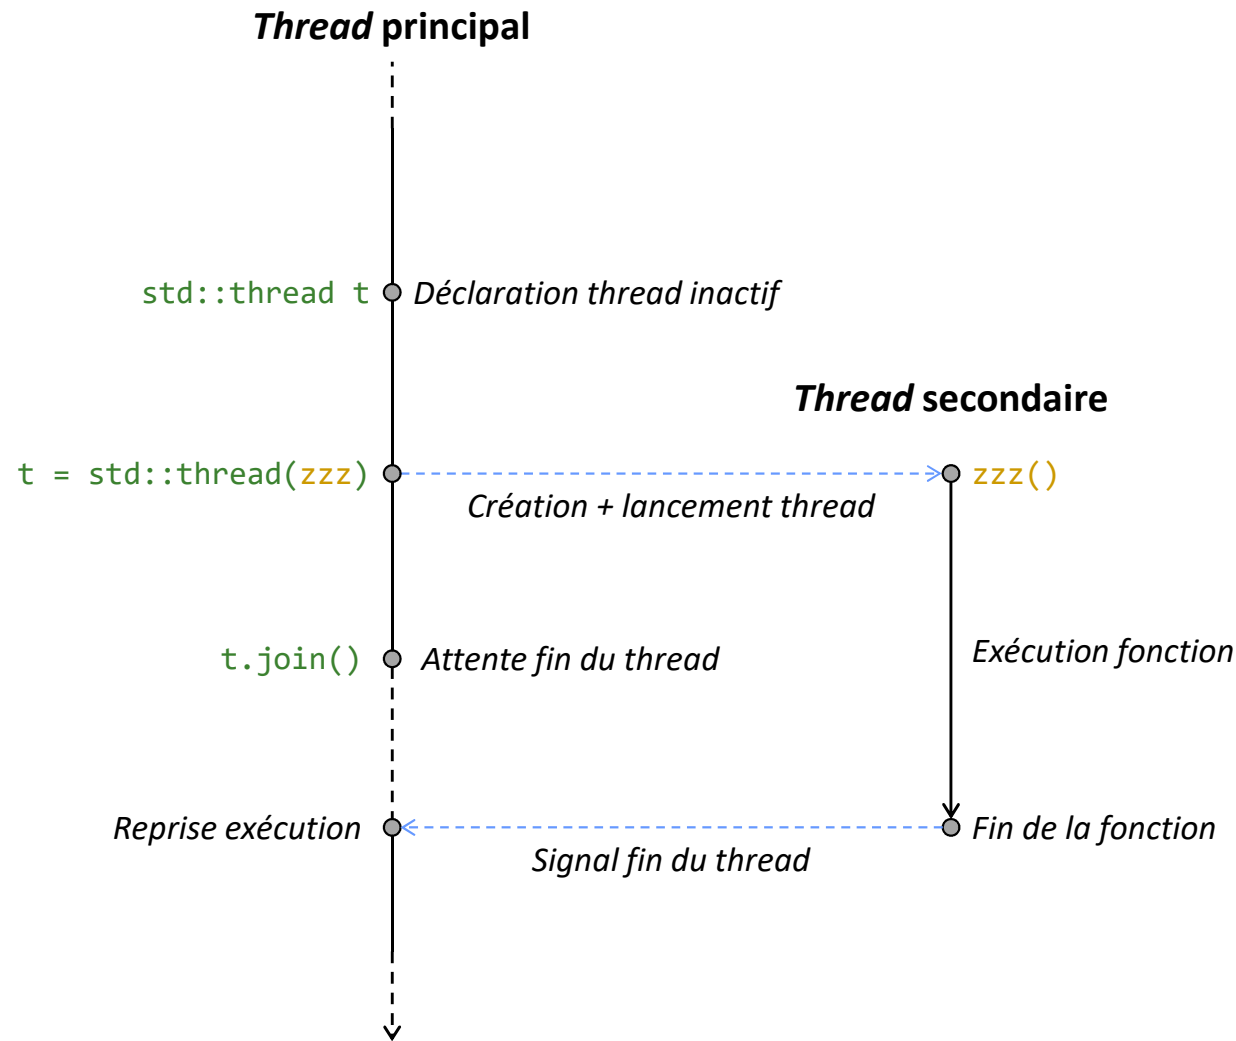 Thread principal
std::thread t
Déclaration thread inactif
Thread secondaire
t = std::thread(zzz)
zzz()
Création + lancement thread
t.join()
Attente fin du thread
Exécution fonction
Reprise exécution
Fin de la fonction
Signal fin du thread